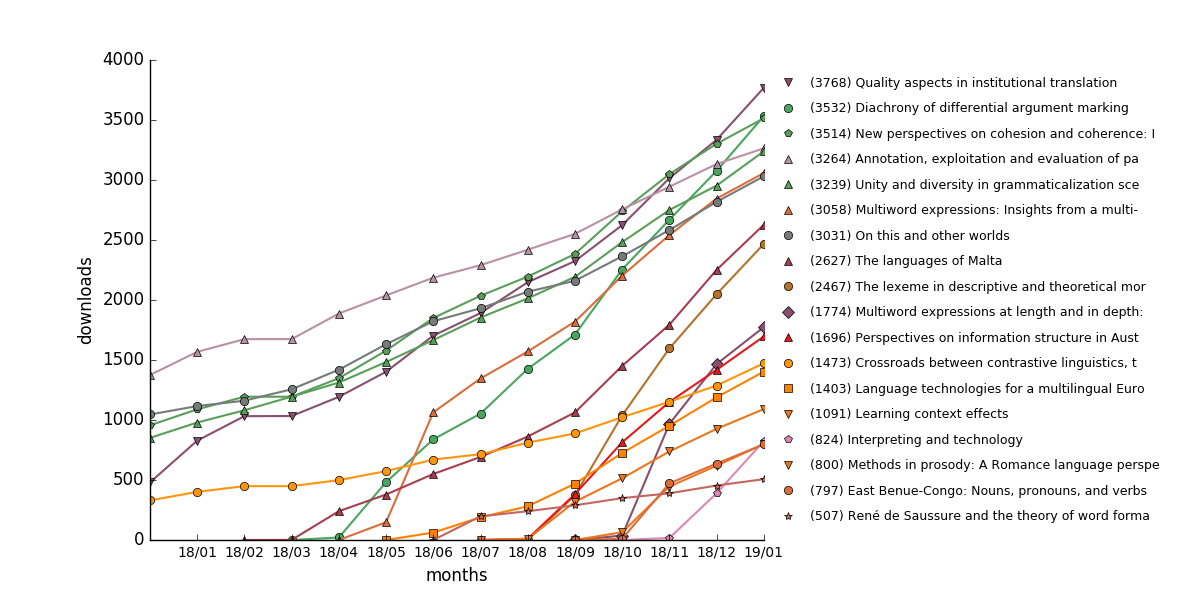 4000
3500
3000
2500
2000
1500
1000
500
0
downloads
18/01 18/02 18/03 18/04 18/05 18/06 18/07 18/08 18/09 18/10 18/11 18/12 19/01
months
(3768) Quality aspects in institutional translation
(3532) Diachrony of differential argument marking
(3514) New perspectives on cohesion and coherence: I
(3264) Annotation, exploitation and evaluation of pa
(3239) Unity and diversity in grammaticalization sce
(3058) Multiword expressions: Insights from a multi-
(3031) On this and other worlds
(2627) The languages of Malta
(2467) The lexeme in descriptive and theoretical mor
(1774) Multiword expressions at length and in depth:
(1696) Perspectives on information structure in Aust
(1473) Crossroads between contrastive linguistics, t
(1403) Language technologies for a multilingual Euro
(1091) Learning context effects
(824) Interpreting and technology
(800) Methods in prosody: A Romance language perspe
(797) East Benue-Congo: Nouns, pronouns, and verbs
(507) René de Saussure and the theory of word forma